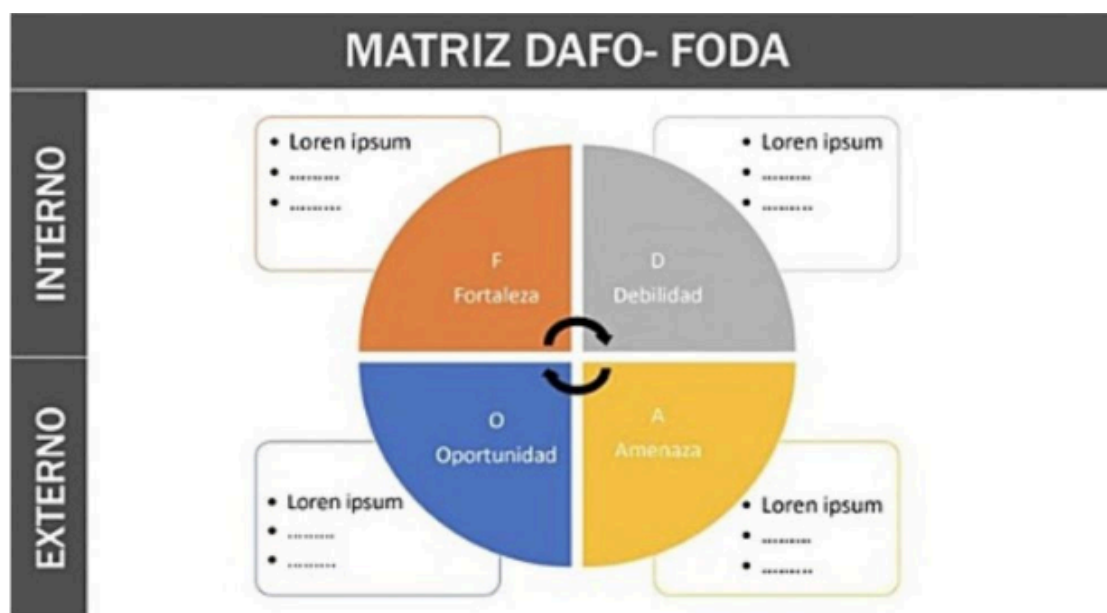 MATRIZ DAFO- FODA
INTERNO
• Loren ipsum
• .........
• .........
F
Fortaleza
• Loren ipsum
• .........
• .........
D
Debilidad
EXTERNO
O
Oportunidad
• Loren ipsum
• .........
• .........
A
Amenaza
• Loren ipsum
• .........
• .........